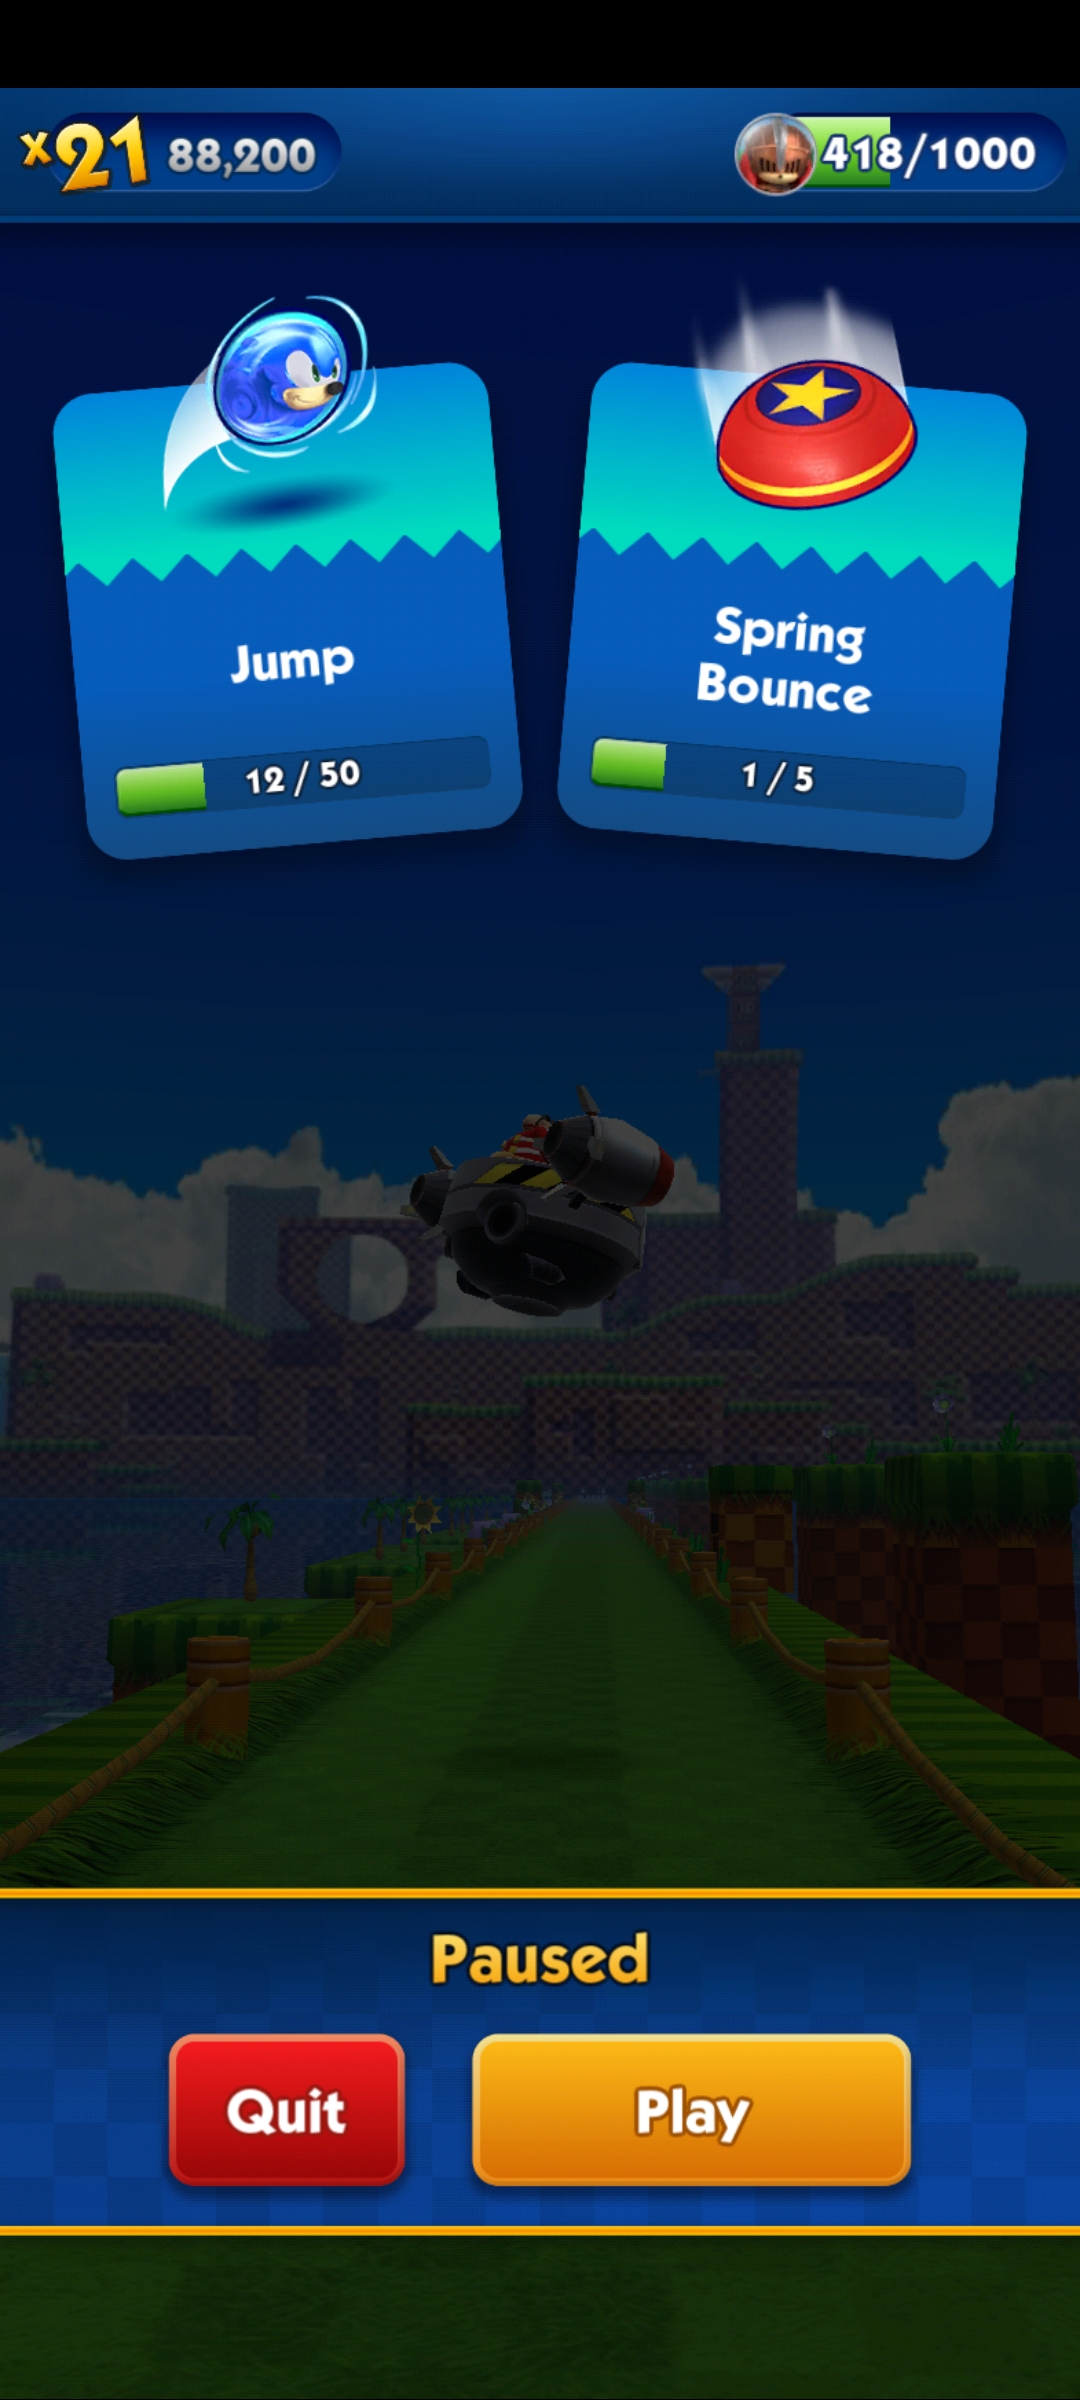 x21 88,200
418/1000
Jump
12 / 50
Spring
Bounce
1 / 5
Paused
Quit
Play